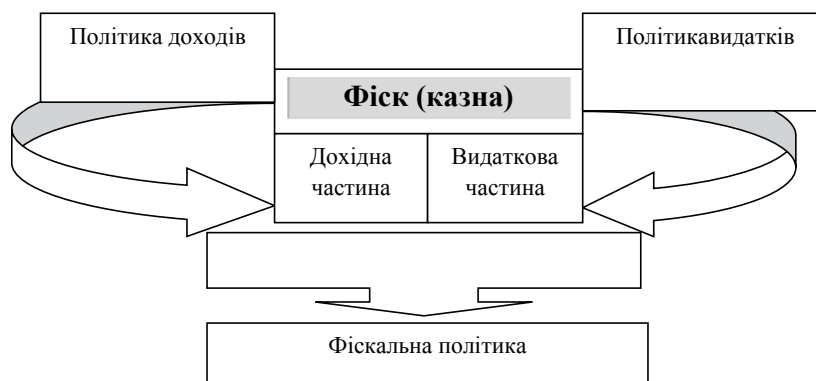 Політика доходів
Політикавидатків
Фіск (казна)
Дохідна
частина
Видаткова
частина
Фіскальна політика